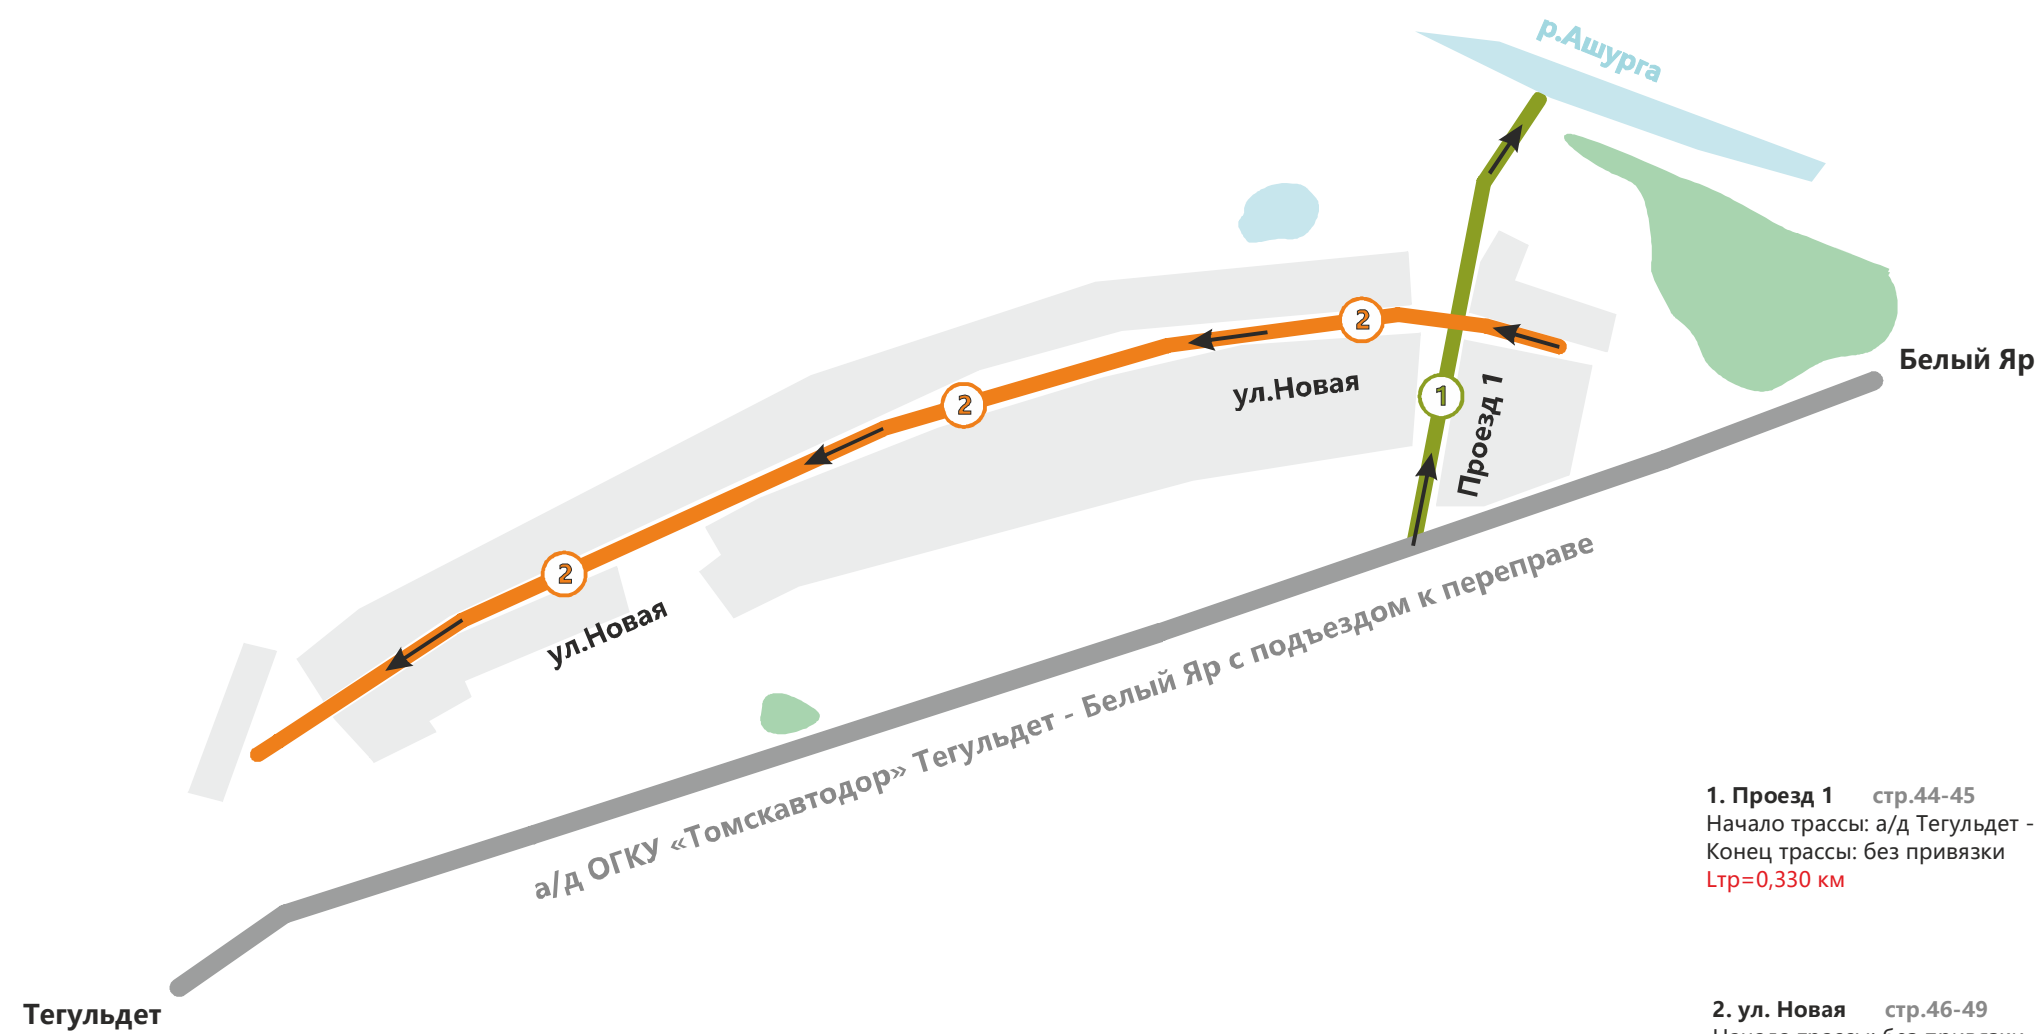 р.Ашурга
Белый Яр
2
2
ул.Новая
1
Проезд 1
2
ул.Новая
а/д ОГКУ «Томскавтодор» Тегульдет - Белый Яр с подъездом к переправе
1. Проезд 1 стр.44-45
Начало трассы: а/д Тегульдет -
Конец трассы: без привязки
Lтр=0,330 км
Тегульдет
2. ул. Новая стр.46-49